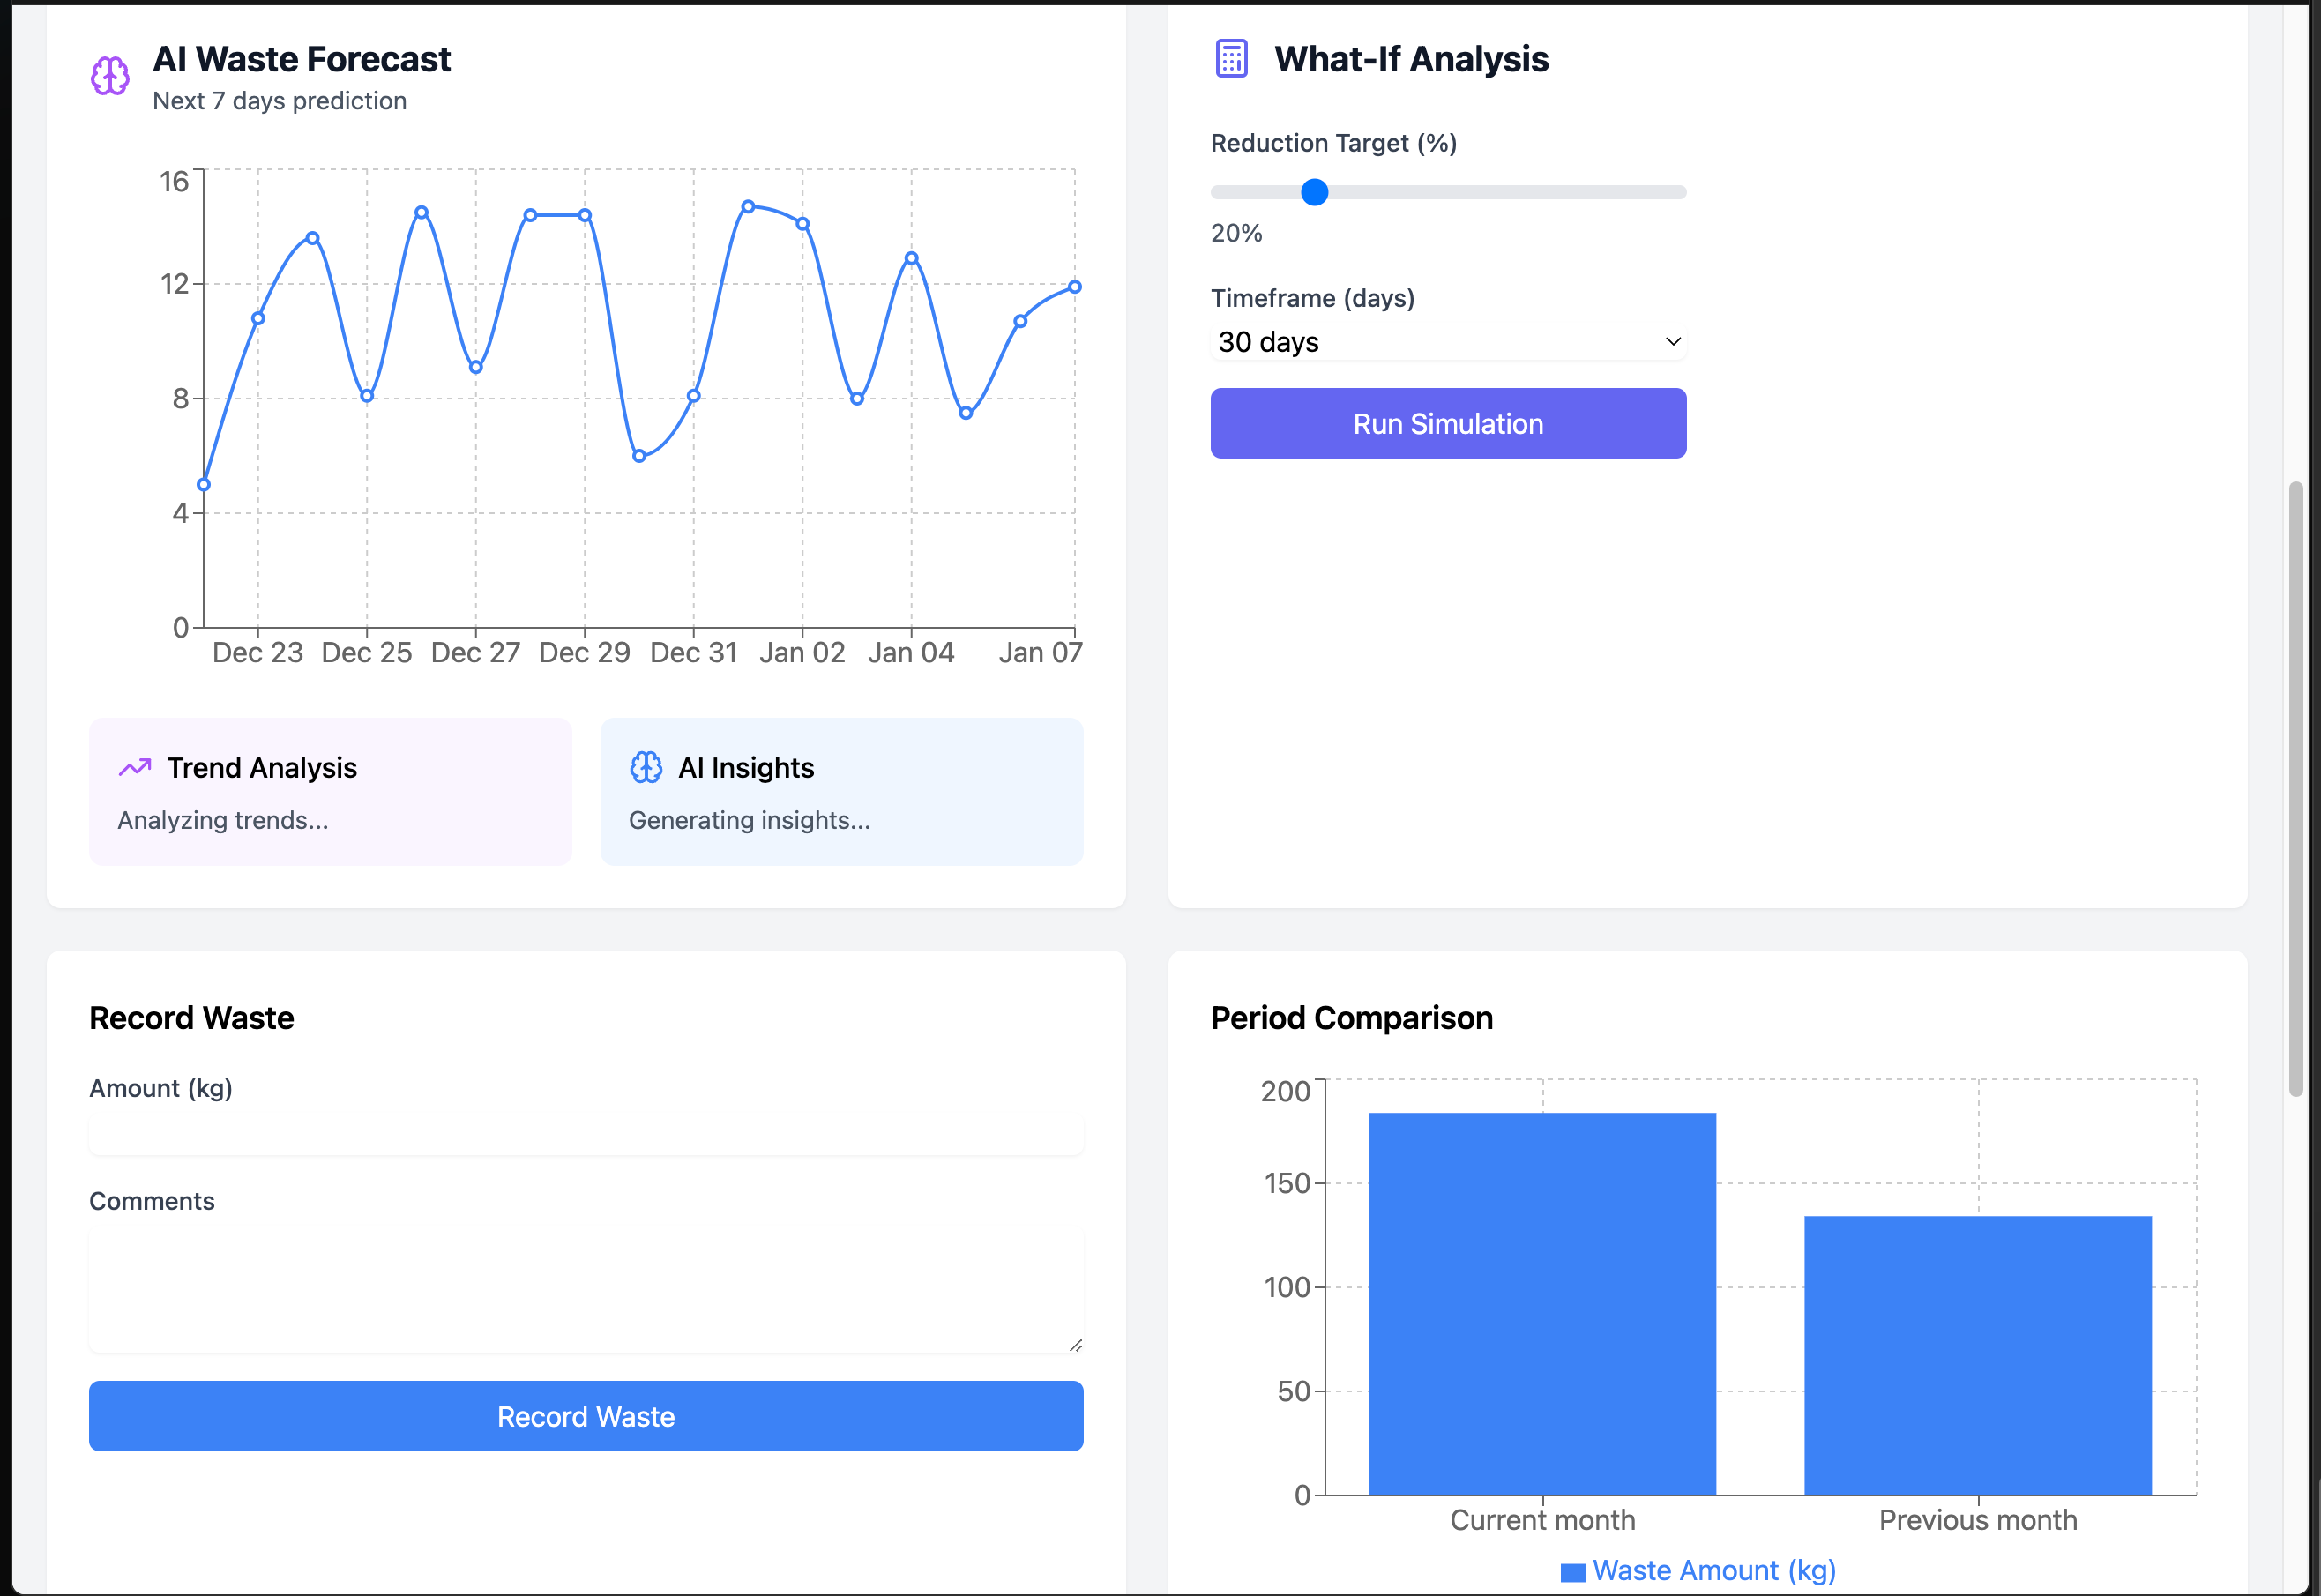 AI Waste Forecast
Next 7 days prediction
16
12
8
4
0
Dec 23 Dec 25 Dec 27 Dec 29 Dec 31 Jan 02 Jan 04 Jan 07
Trend Analysis
Analyzing trends...
AI Insights
Generating insights...
What-If Analysis
Reduction Target (%)
20%
Timeframe (days)
30 days
Run Simulation
Record Waste
Amount (kg)
Comments
Record Waste
Period Comparison
200
150
100
50
0
Current month Previous month
Waste Amount (kg)